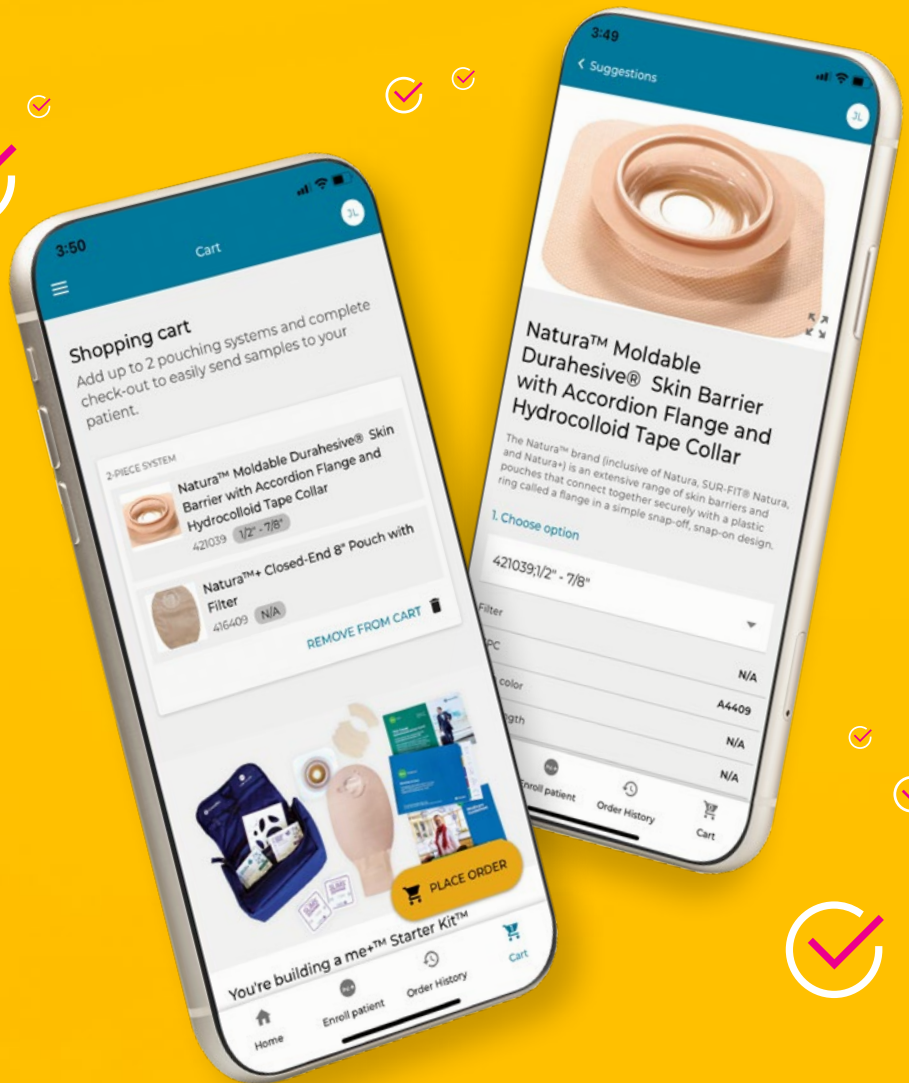 3:50
JL
Cart
Shopping cart
Add up to 2 pouching systems and complete
check-out to easily send samples to your
patient.
2-PIECE SYSTEM
Natura™ Moldable Durahesive® Skin
Barrier with Accordion Flange and
Hydrocolloid Tape Collar
421039 1/2" - 7/8"
Natura™+ Closed-End 8" Pouch with
Filter
416409 N/A
REMOVE FROM CART
PLACE ORDER
You're building a me+™ Starter Kit™
Home
Enroll patient
Order History
Cart
3:49
Suggestions
JL
Natura™ Moldable
Durahesive® Skin Barrier
with Accordion Flange and
Hydrocolloid Tape Collar
The Natura™ brand (inclusive of Natura, SUR-FIT® Natura,
and Natura+) is an extensive range of skin barriers and
pouches that connect together securely with a plastic
ring called a flange in a simple snap-off, snap-on design.
1. Choose option
421039;1/2" - 7/8"
Filter N/A
PC A4409
color N/A
gth N/A
Enroll patient
Order History
Cart